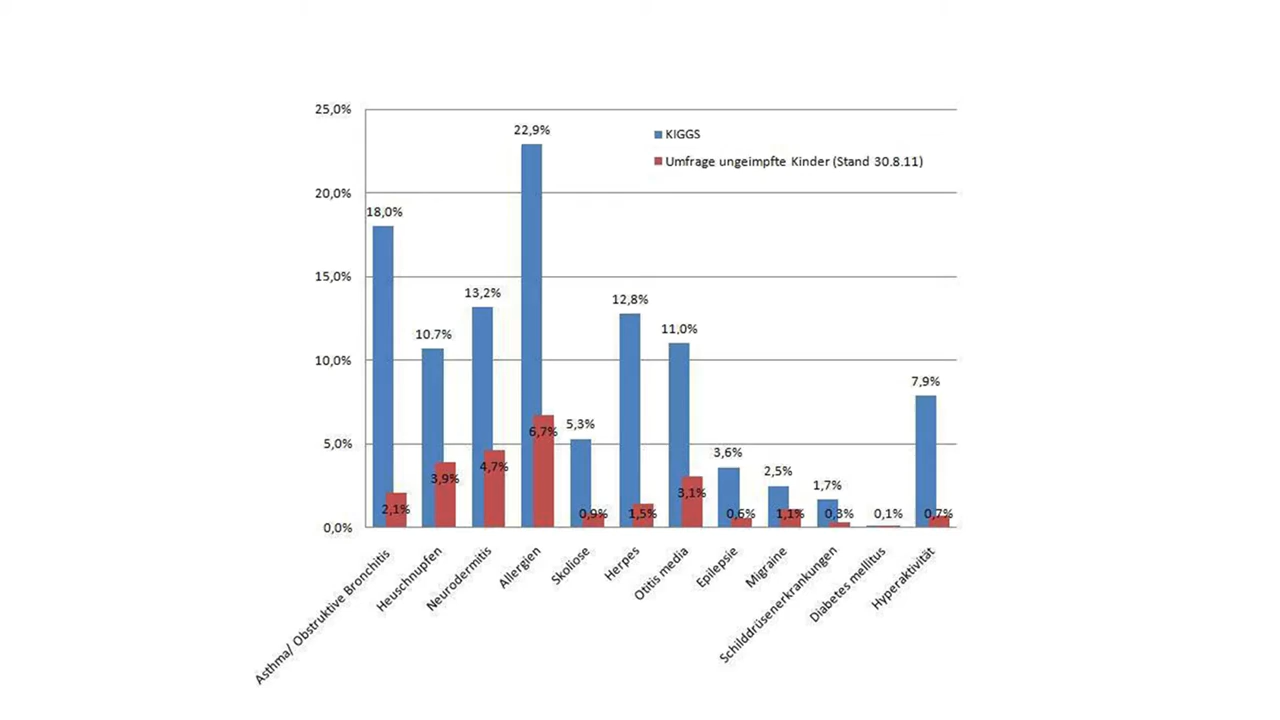 25,0%
20,0%
15,0%
10,0%
5,0%
0,0%
KIGGS
Umfrage ungeimpfte Kinder (Stand 30.8.11)
18,0%
2,1%
10.7%
3,9%
13,2%
4,7%
22,9%
6,7%
5,3%
0,9%
12,8%
1,5%
11,0%
3,1%
3,6%
0,6%
2,5%
1,1%
1,7%
0,3%
0,1%
7,9%
0,7%
Asthma/ Obstruktive Bronchitis
Heuschnupfen
Neurodermitis
Allergien
Skoliose
Herpes
Otitis media
Epilepsie
Migraine
Schilddrüsenerkrankungen
Diabetes mellitus
Hyperaktivität